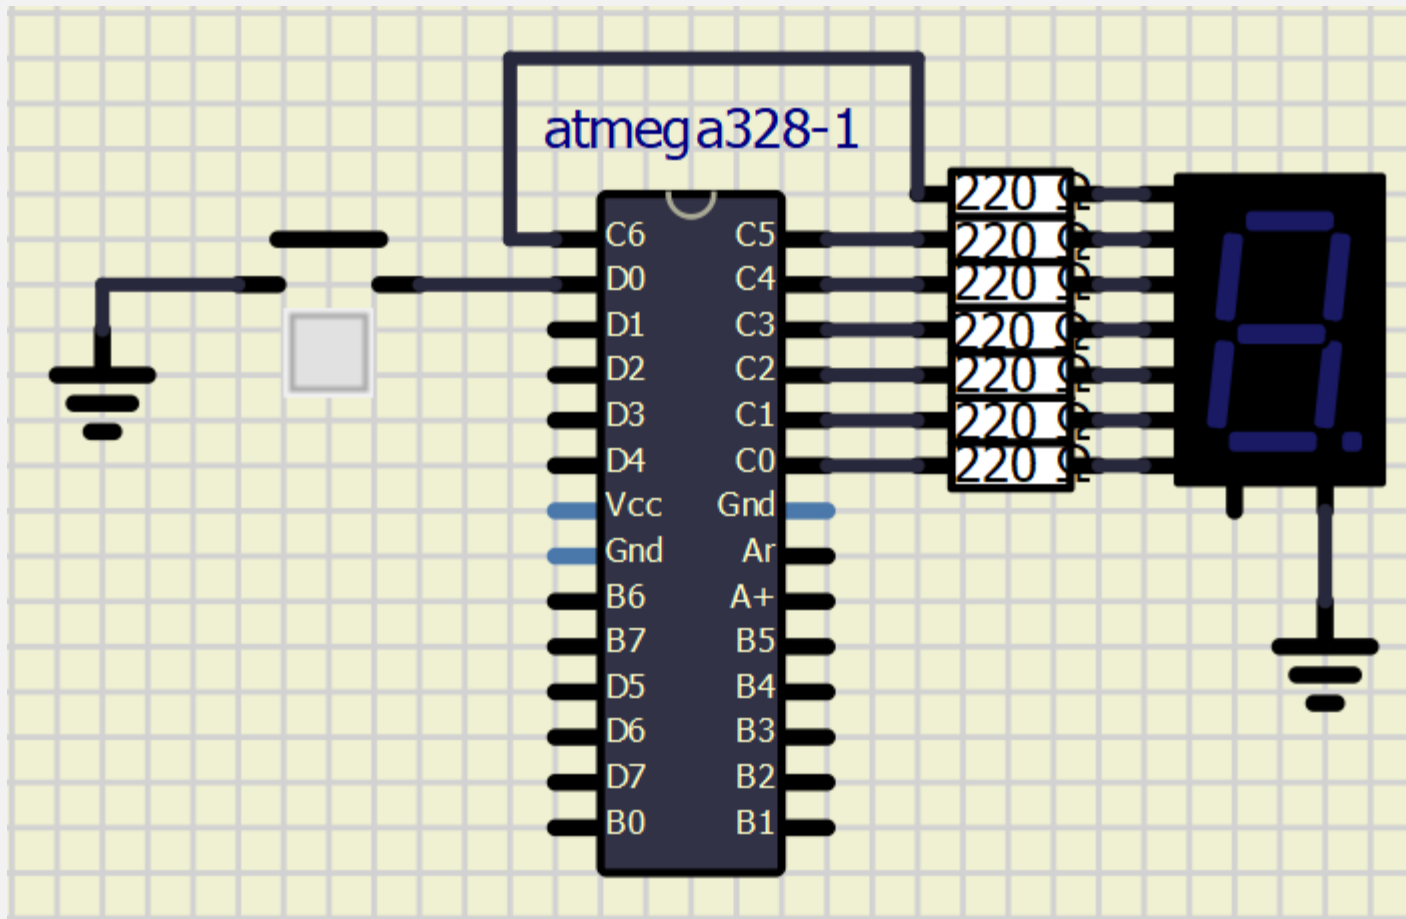 atmega328-1
220 Ω
C6 C5 220 Ω
D0 C4 220 Ω
D1 C3 220 Ω
D2 C2 220 Ω
D3 C1 220 Ω
D4 C0 220 Ω
Vcc Gnd
Gnd Ar
B6 A+
B7 B5
D5 B4
D6 B3
D7 B2
B0 B1